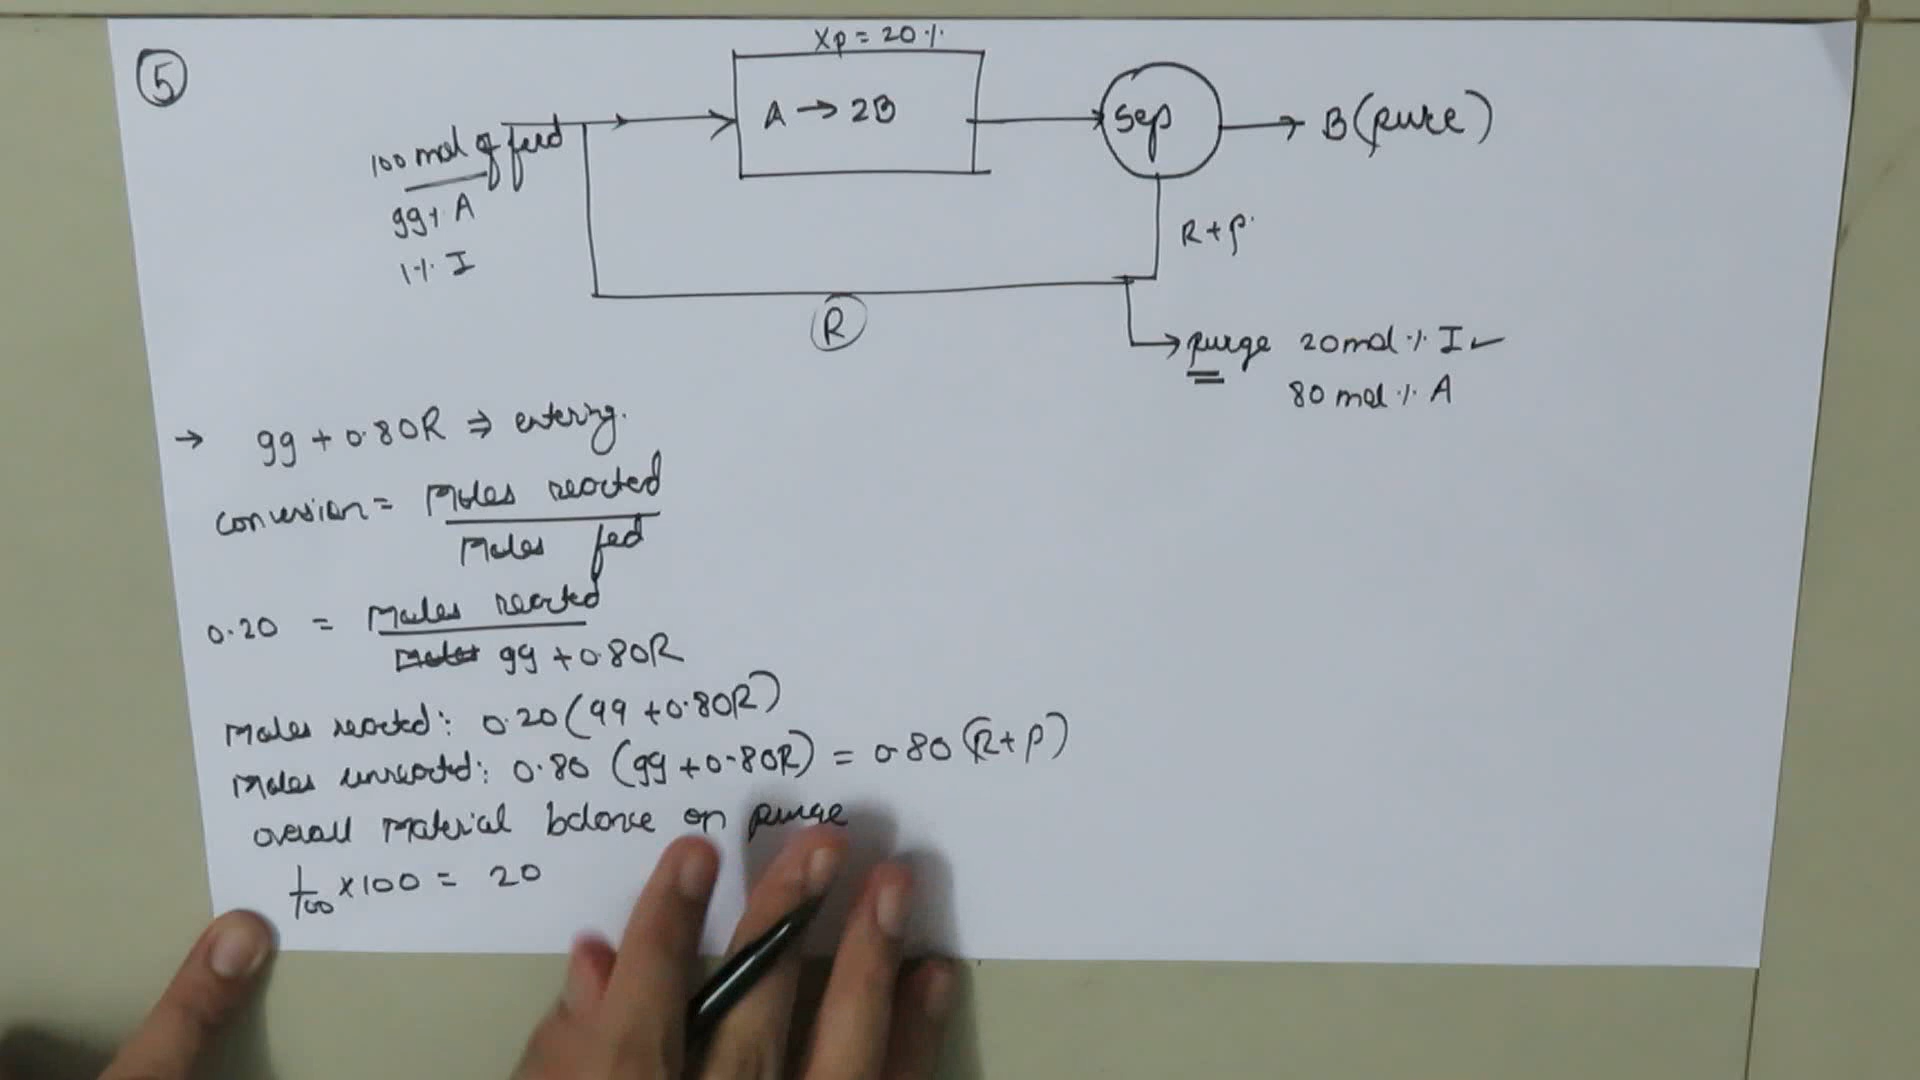 5
Xp = 20 %
100 mol of feed
99% A
1% I
A → 2B
Sep
B (pure)
R + P
R
purge 20 mol % I
80 mol % A
→ 99 + 0.80R ⇒ entering.
conversion = Moles reacted / Moles fed
0.20 = Moles reacted / 99 + 0.80R
Moles reacted: 0.20 (99 + 0.80R)
Moles unreacted: 0.80 (99 + 0.80R) = 0.80 (R + P)
overall Material balance on purge
1/100 × 100 = 20